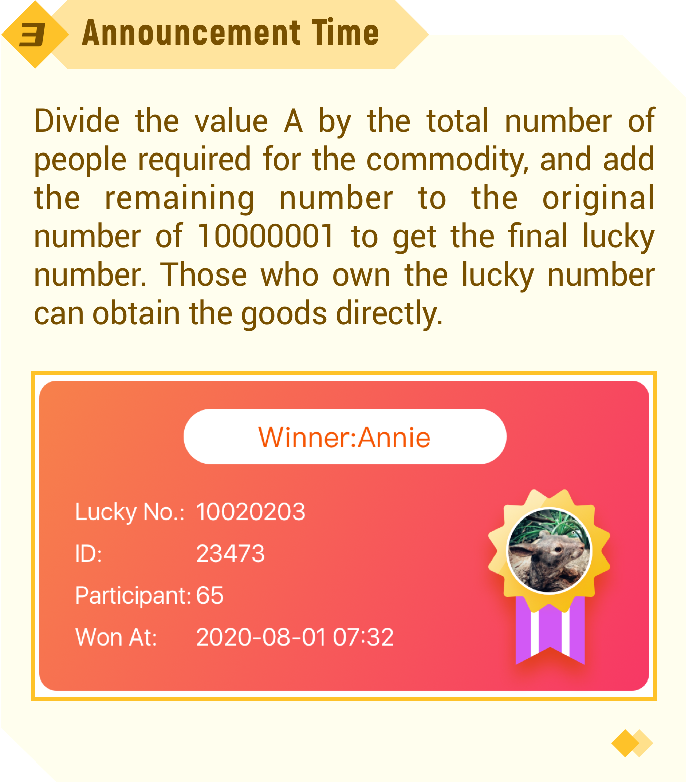 3 Announcement Time
Divide the value A by the total number of
people required for the commodity, and add
the remaining number to the original
number of 10000001 to get the final lucky
number. Those who own the lucky number
can obtain the goods directly.
Winner:Annie
Lucky No.: 10020203
ID: 23473
Participant: 65
Won At: 2020-08-01 07:32